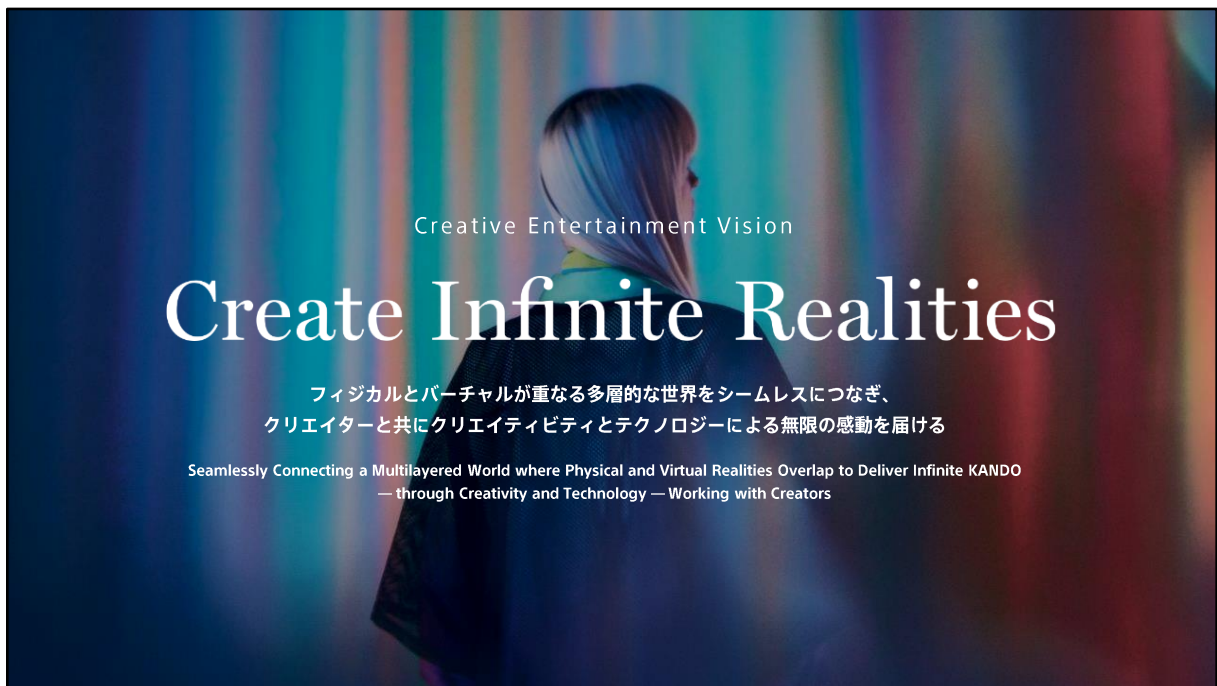 Creative Entertainment Vision
Create Infinite Realities
フィジカルとバーチャルが重なる多層的な世界をシームレスにつなぎ、
クリエイターと共にクリエイティビティとテクノロジーによる無限の感動を届ける
Seamlessly Connecting a Multilayered World where Physical and Virtual Realities Overlap to Deliver Infinite KANDO
— through Creativity and Technology — Working with Creators